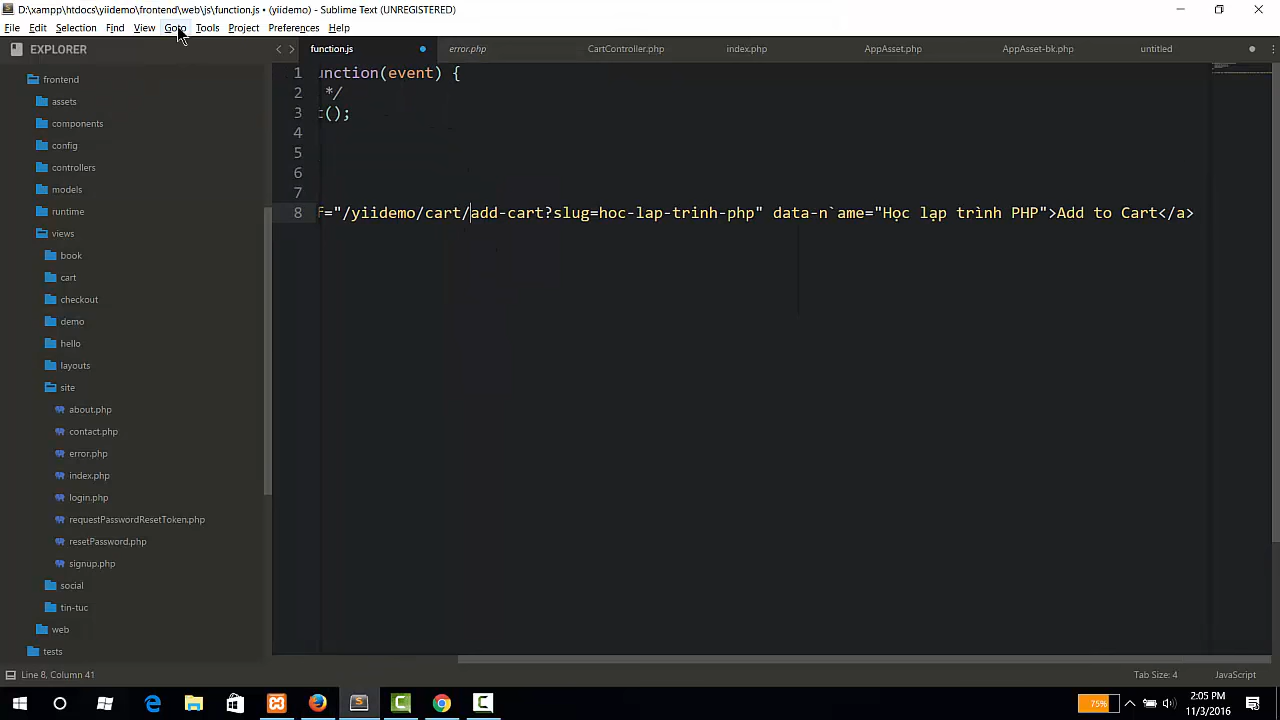 D:\xampp\htdocs\yiidemo\frontend\web\js\function.js • (yiidemo) - Sublime Text (UNREGISTERED)
File Edit Selection Find View Goto Tools Project Preferences Help
EXPLORER
function.js error.php CartController.php index.php AppAsset.php AppAsset-bk.php untitled
frontend
assets
components
config
controllers
models
runtime
views
book
cart
checkout
demo
hello
layouts
site
about.php
contact.php
error.php
index.php
login.php
requestPasswordResetToken.php
resetPassword.php
signup.php
social
tin-tuc
web
tests
1 unction(event) {
2 */
3 t();
4
5
6
7
8 f="/yiidemo/cart/add-cart?slug=hoc-lap-trinh-php" data-n`ame="Học lạp trình PHP">Add to Cart</a>
Line 8, Column 41
Tab Size: 4
JavaScript
75%
2:05 PM
11/3/2016